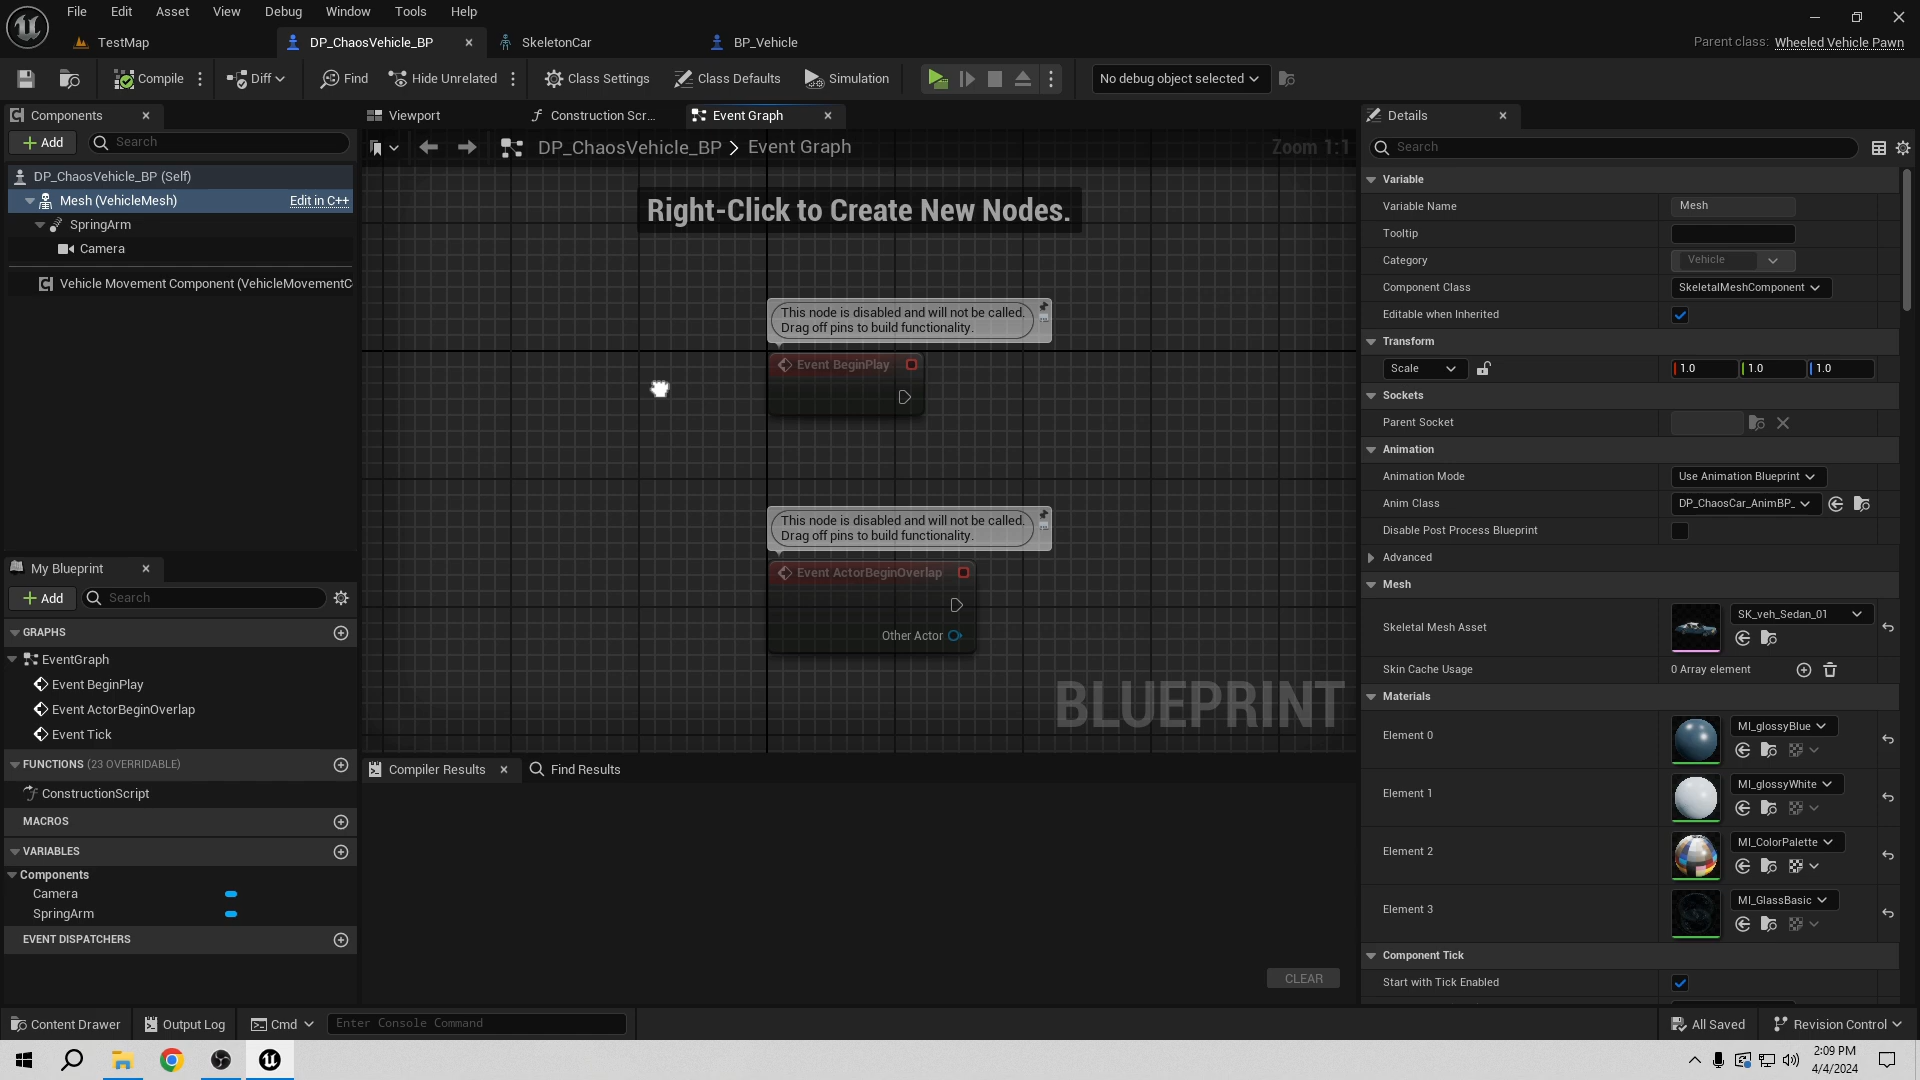 File Edit Asset View Debug Window Tools Help
TestMap DP_ChaosVehicle_BP SkeletonCar BP_Vehicle Parent class: Wheeled Vehicle Pawn
Compile Diff Find Hide Unrelated Class Settings Class Defaults Simulation No debug object selected
Components
Add Search
DP_ChaosVehicle_BP (Self)
Mesh (VehicleMesh) Edit in C++
SpringArm
Camera
Vehicle Movement Component (VehicleMovementC
My Blueprint
Add Search
GRAPHS
EventGraph
Event BeginPlay
Event ActorBeginOverlap
Event Tick
FUNCTIONS (23 OVERRIDABLE)
ConstructionScript
MACROS
VARIABLES
Components
Camera
SpringArm
EVENT DISPATCHERS
Viewport Construction Scr... Event Graph
DP_ChaosVehicle_BP > Event Graph Zoom 1:1
Right-Click to Create New Nodes.
This node is disabled and will not be called.
Drag off pins to build functionality.
Event BeginPlay
This node is disabled and will not be called.
Drag off pins to build functionality.
Event ActorBeginOverlap
Other Actor
BLUEPRINT
Compiler Results Find Results
CLEAR
Details
Search
Variable
Variable Name Mesh
Tooltip
Category Vehicle
Component Class SkeletalMeshComponent
Editable when Inherited
Transform
Scale 1.0 1.0 1.0
Sockets
Parent Socket
Animation
Animation Mode Use Animation Blueprint
Anim Class DP_ChaosCar_AnimBP_
Disable Post Process Blueprint
Advanced
Mesh
Skeletal Mesh Asset SK_veh_Sedan_01
Skin Cache Usage 0 Array element
Materials
Element 0 MI_glossyBlue
Element 1 MI_glossyWhite
Element 2 MI_ColorPalette
Element 3 MI_GlassBasic
Component Tick
Start with Tick Enabled
Content Drawer Output Log Cmd Enter Console Command All Saved Revision Control
2:09 PM
4/4/2024